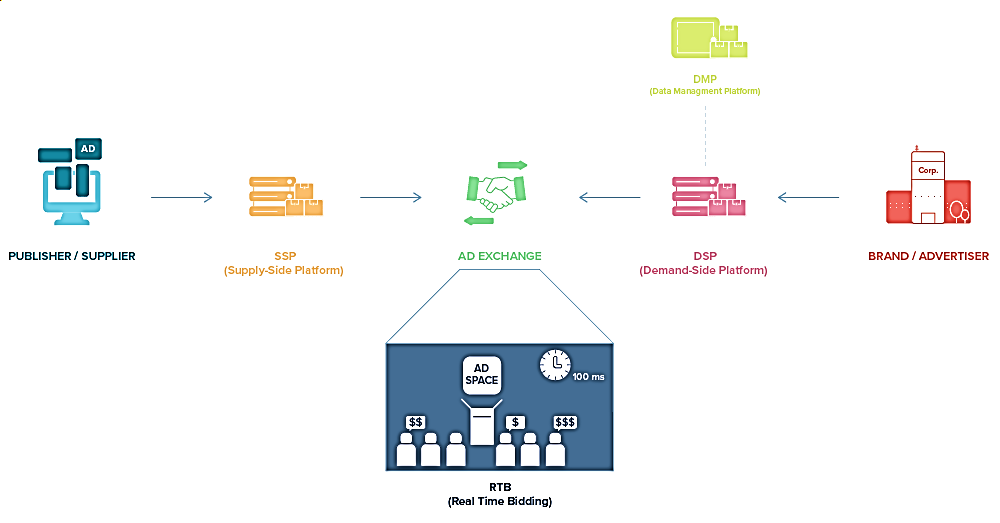 DMP
(Data Managment Platform)
AD
Corp.
PUBLISHER / SUPPLIER
SSP
(Supply-Side Platform)
AD EXCHANGE
DSP
(Demand-Side Platform)
BRAND / ADVERTISER
AD
SPACE
100 ms
$$
$
$$$
RTB
(Real Time Bidding)